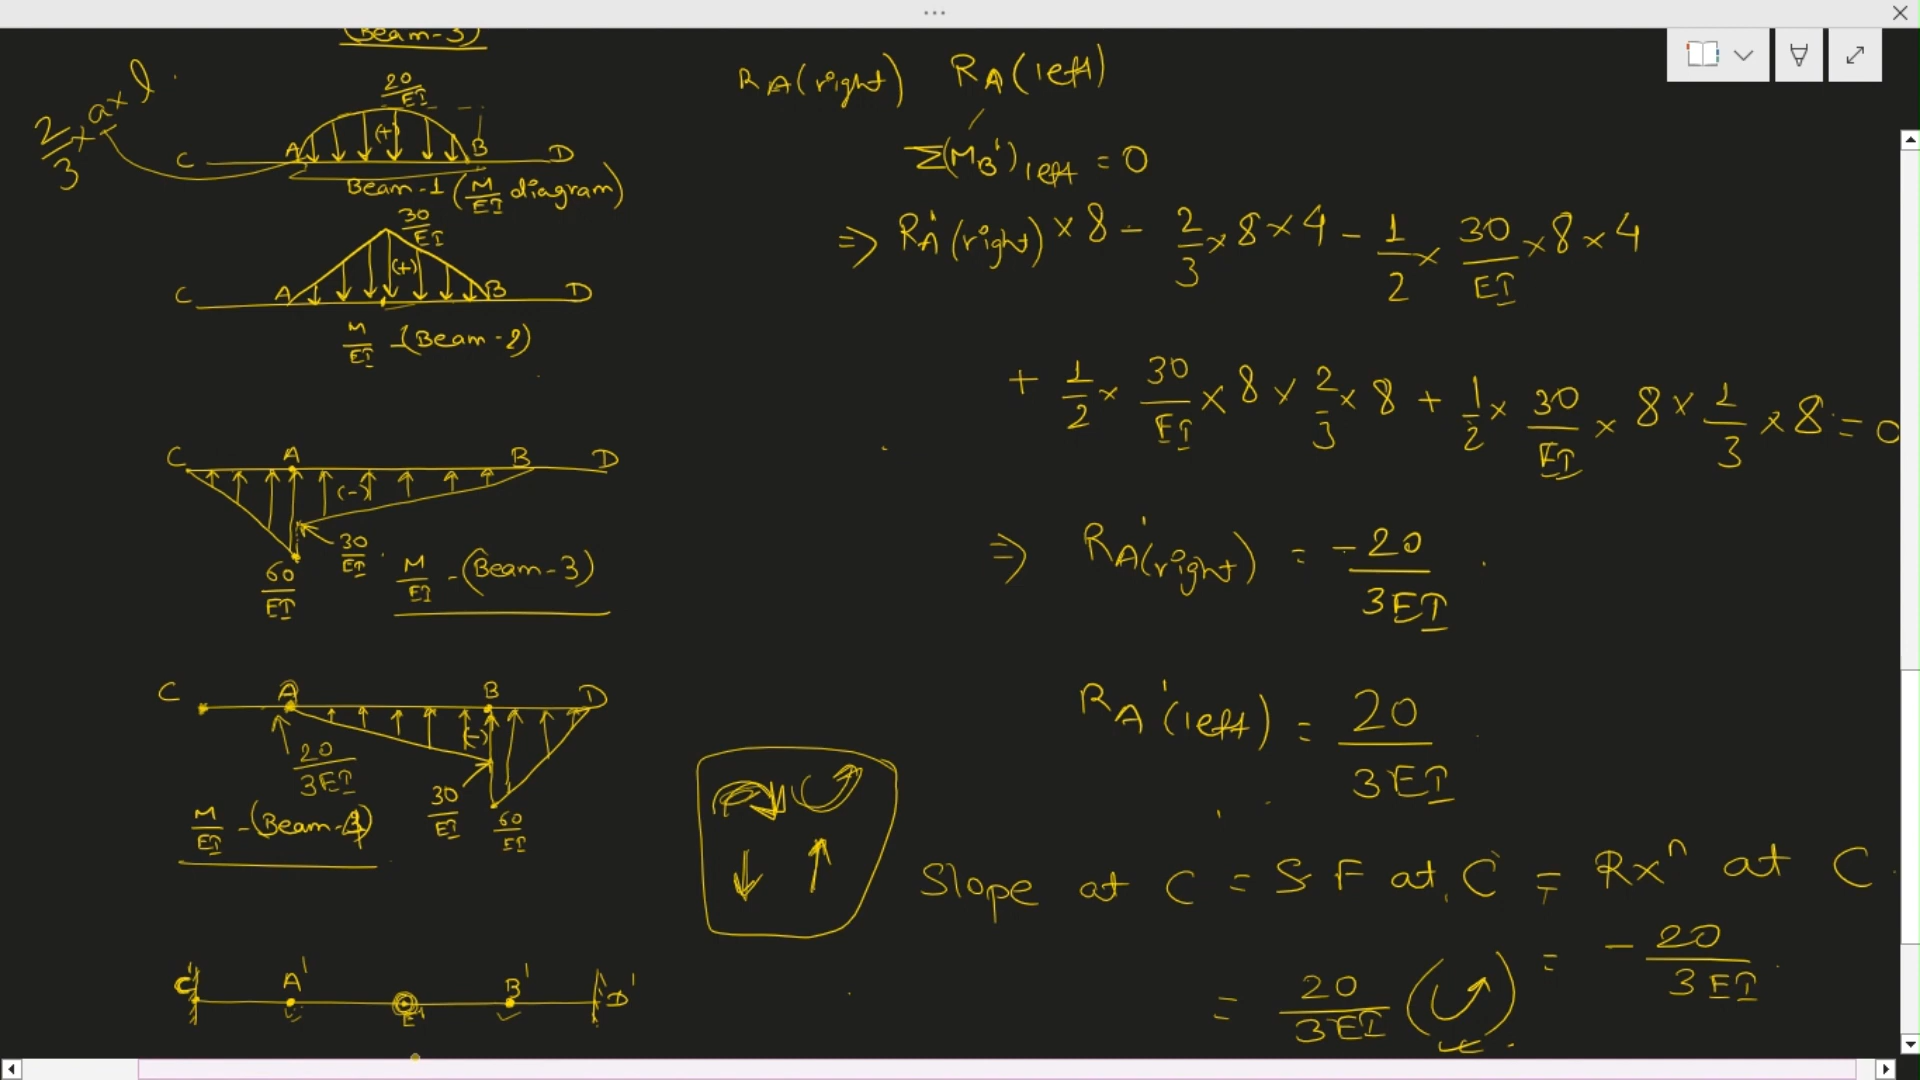 (Beam-3)
2/3 × a × l
20/EI
(+)
C A B D
Beam-1 (M/EI diagram)
30/EI
(+)
C A B D
M/EI - (Beam-2)
C A B D
(-)
30/EI
60/EI
M/EI - (Beam-3)
C A B D
(-)
20/3EI
30/EI
60/EI
M/EI - (Beam-4)
C' A' E' B' D'
RA(right) RA(left)
Σ(MB')left = 0
⇒ RA'(right) × 8 - 2/3 × 8 × 4 - 1/2 × 30/EI × 8 × 4
+ 1/2 × 30/EI × 8 × 2/3 × 8 + 1/2 × 30/EI × 8 × 1/3 × 8 = 0
⇒ RA'(right) = -20/3EI
RA'(left) = 20/3EI
Slope at C = SF at C' = Rxⁿ at C
= -20/3EI
= 20/3EI (↺)